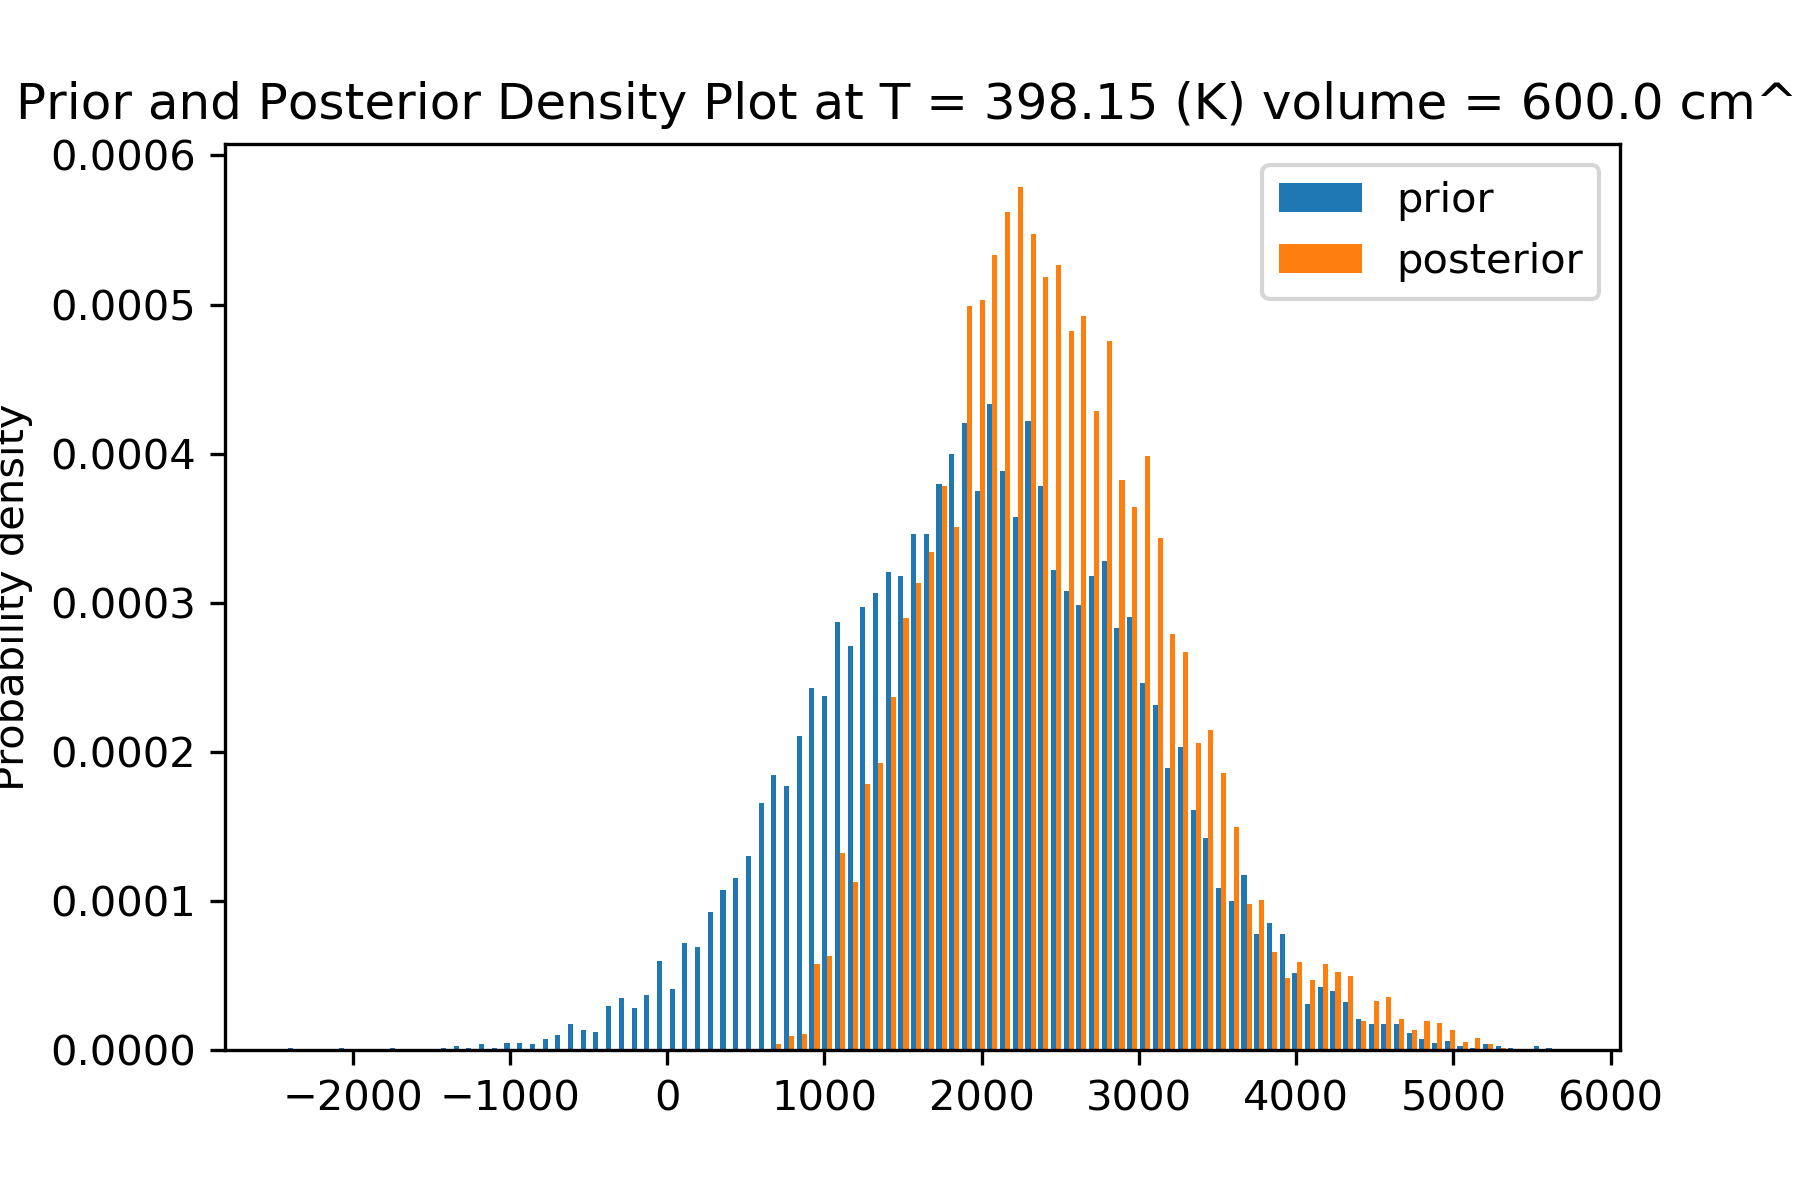 Prior and Posterior Density Plot at T = 398.15 (K) volume = 600.0 cm^
0.0006
0.0005
0.0004
0.0003
0.0002
0.0001
0.0000
Probability density
prior
posterior
−2000 −1000 0 1000 2000 3000 4000 5000 6000